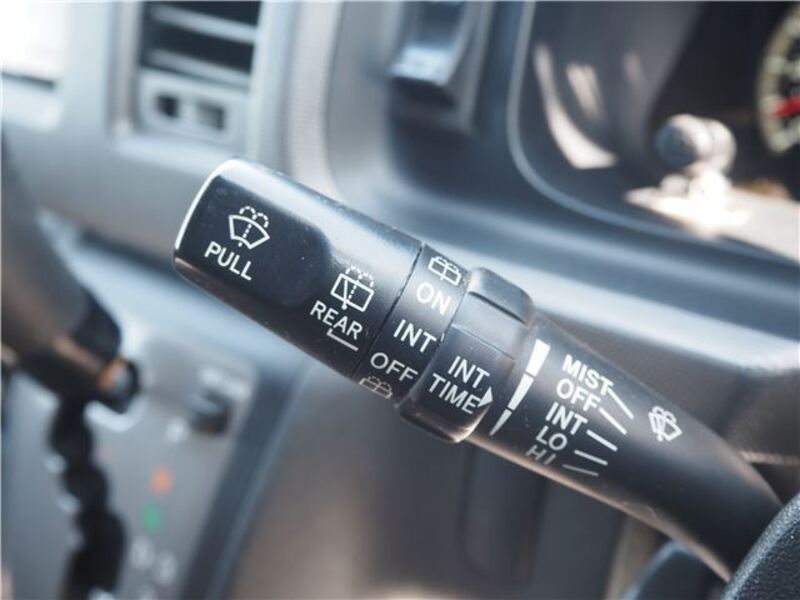 PULL
REAR
ON
INT
OFF
INT
TIME
MIST
OFF
INT
LO
HI